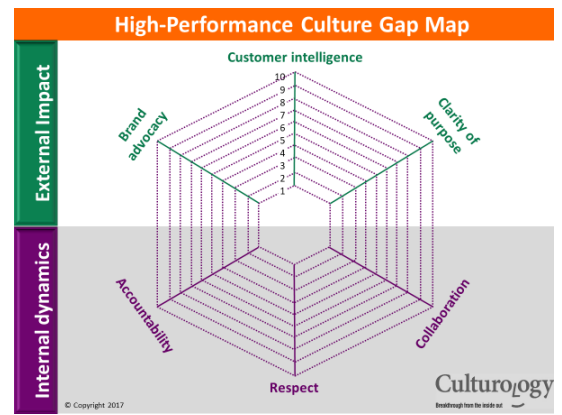 High-Performance Culture Gap Map
External Impact
Customer intelligence
Brand
advocacy
Clarity of
purpose
10
9
8
7
6
5
4
3
2
1
Internal dynamics
Accountability
Collaboration
Respect
Culturology
Breakthrough from the inside out
© Copyright 2017